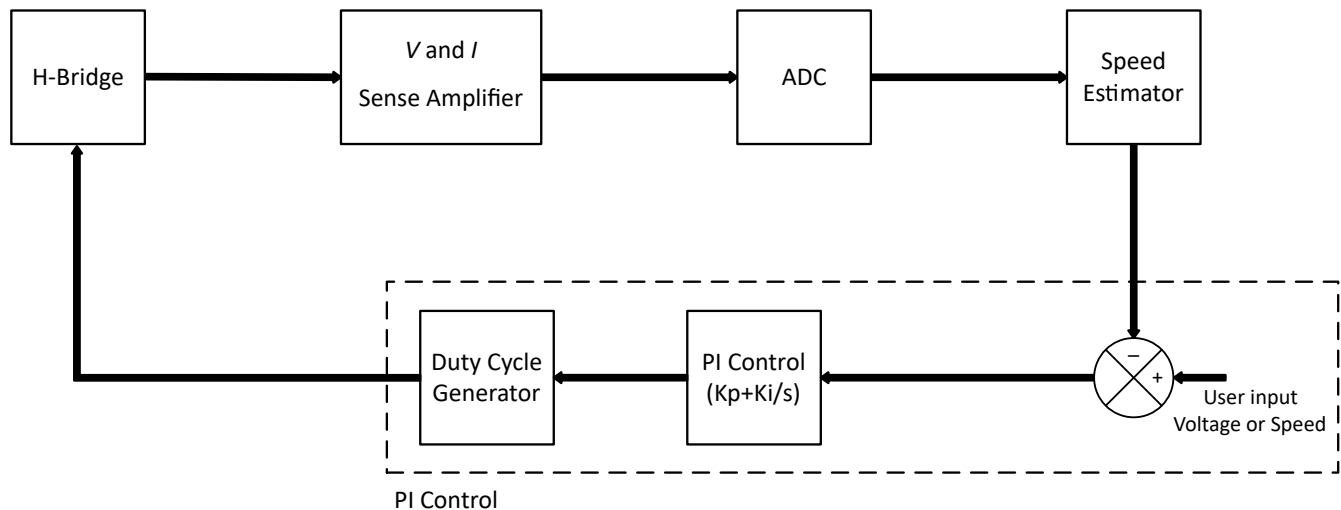 H-Bridge
V and I
Sense Amplifier
ADC
Speed
Estimator
Duty Cycle
Generator
PI Control
(Kp+Ki/s)
−
+
User input
Voltage or Speed
PI Control